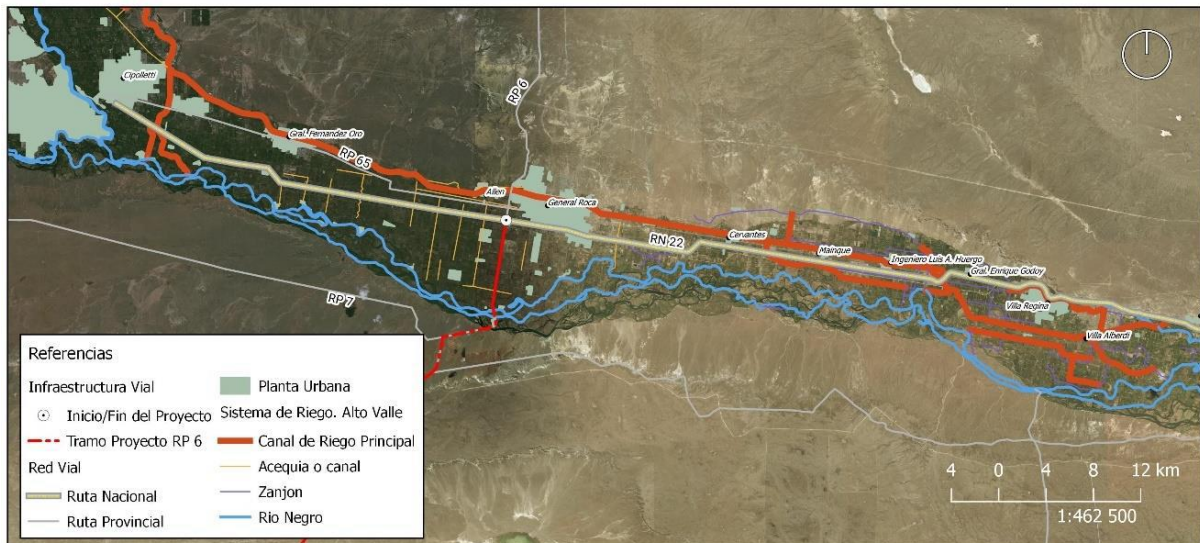 Cipolletti
RP 6
Gral. Fernandez Oro
RP 65
Allen
General Roca
RN 22
Cervantes
Mainque
Ingeniero Luis A. Huergo
Gral. Enrique Godoy
RP 7
Villa Regina
Villa Alberdi
Referencias
Infraestructura Vial
Inicio/Fin del Proyecto
Tramo Proyecto RP 6
Red Vial
Ruta Nacional
Ruta Provincial
Planta Urbana
Sistema de Riego. Alto Valle
Canal de Riego Principal
Acequia o canal
Zanjon
Rio Negro
4 0 4 8 12 km
1:462 500